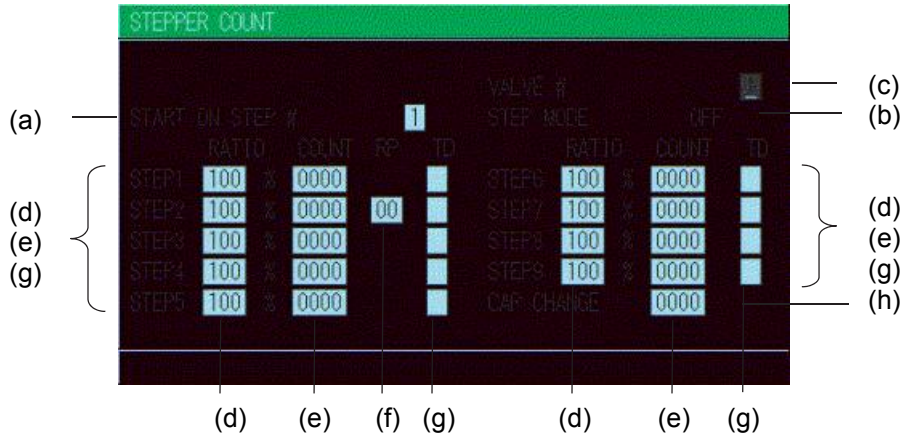 STEPPER COUNT
VALVE #
(c)
(a) START ON STEP # 1 STEP MODE OFF (b)
RATIO COUNT RP TD RATIO COUNT TD
STEP1 100 % 0000 STEP6 100 % 0000
(d) STEP2 100 % 0000 00 STEP7 100 % 0000 (d)
(e) STEP3 100 % 0000 STEP8 100 % 0000 (e)
(g) STEP4 100 % 0000 STEP9 100 % 0000 (g)
STEP5 100 % 0000 CAR CHANGE 0000 (h)
(d) (e) (f) (g) (d) (e) (g)